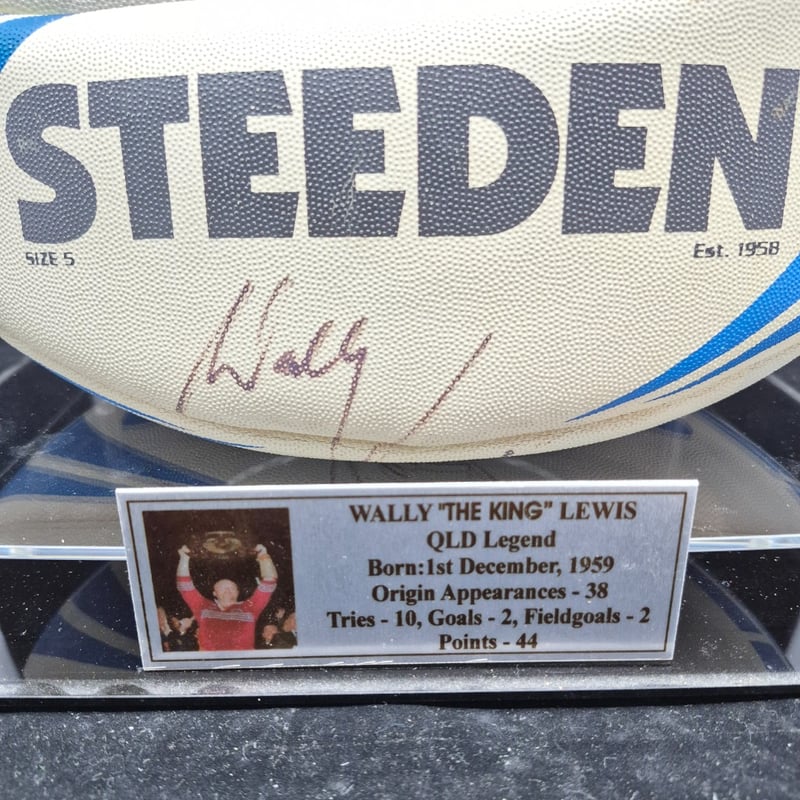 STEEDEN
SIZE 5
Est. 1958
Wally
WALLY "THE KING" LEWIS
QLD Legend
Born:1st December, 1959
Origin Appearances - 38
Tries - 10, Goals - 2, Fieldgoals - 2
Points - 44